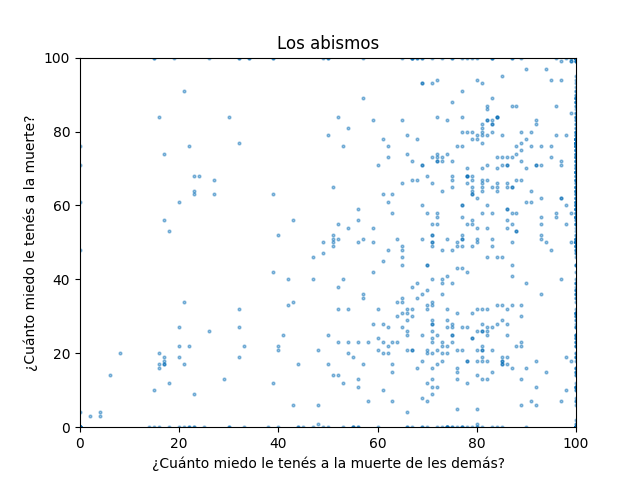 Los abismos
100
80
60
40
20
0
¿Cuánto miedo le tenés a la muerte?
0 20 40 60 80 100
¿Cuánto miedo le tenés a la muerte de les demás?